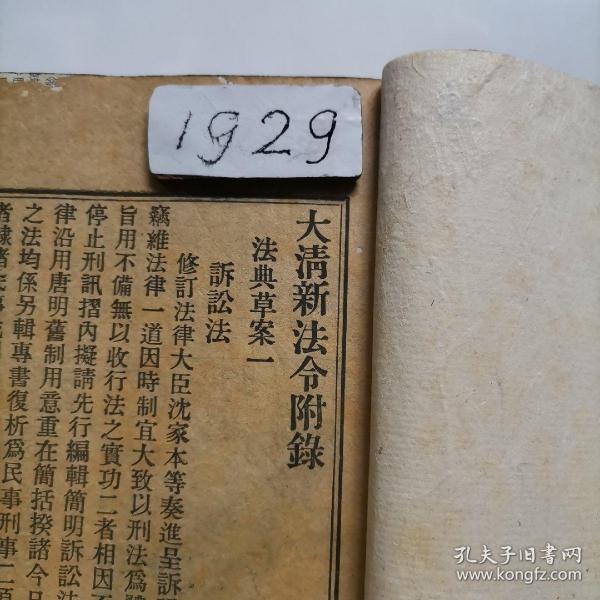 1929
大清新法令附錄
法典草案一
訴訟法
修訂法律大臣沈家本等奏進呈訴
竊維法律一道因時制宜大致以刑法爲
旨用不備無以收行法之實功二者相因
停止刑訊摺內擬請先行編輯簡明訴訟法
律沿用唐明舊制用意重在簡括揆諸今日
之法均係另輯專書復析爲民事刑事二項
孔夫子旧书网
www.kongfz.com